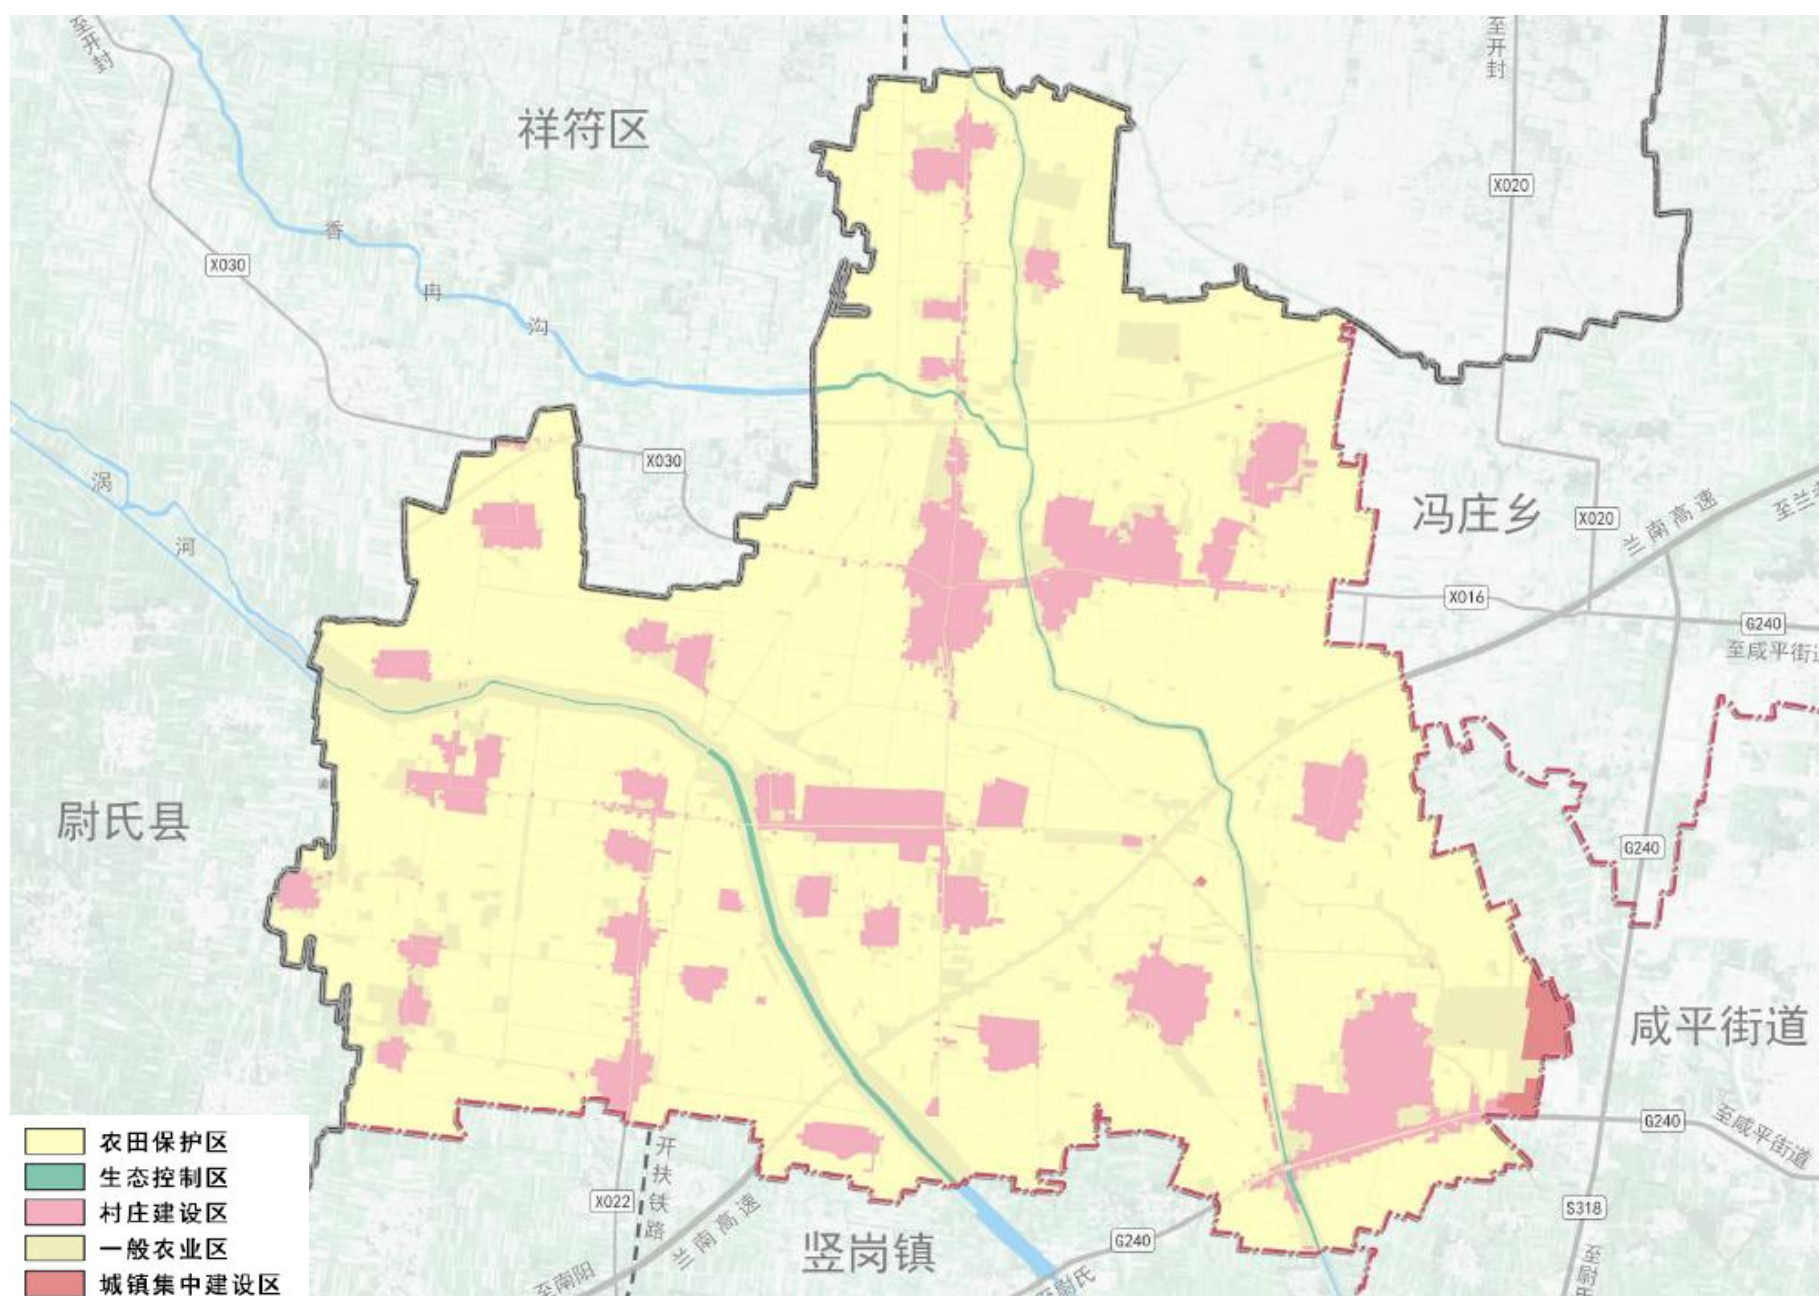 至开封
至开封
祥符区
X020
香冉沟
X030
X030
涡河
冯庄乡
X020
兰南高速
至兰
X016
G240
至咸平街
尉氏县
G240
咸平街道
农田保护区
生态控制区
村庄建设区
一般农业区
城镇集中建设区
开扶铁路
X022
兰南高速
至南阳
竖岗镇
G240
至尉氏
G240
至咸平街道
S318
至尉